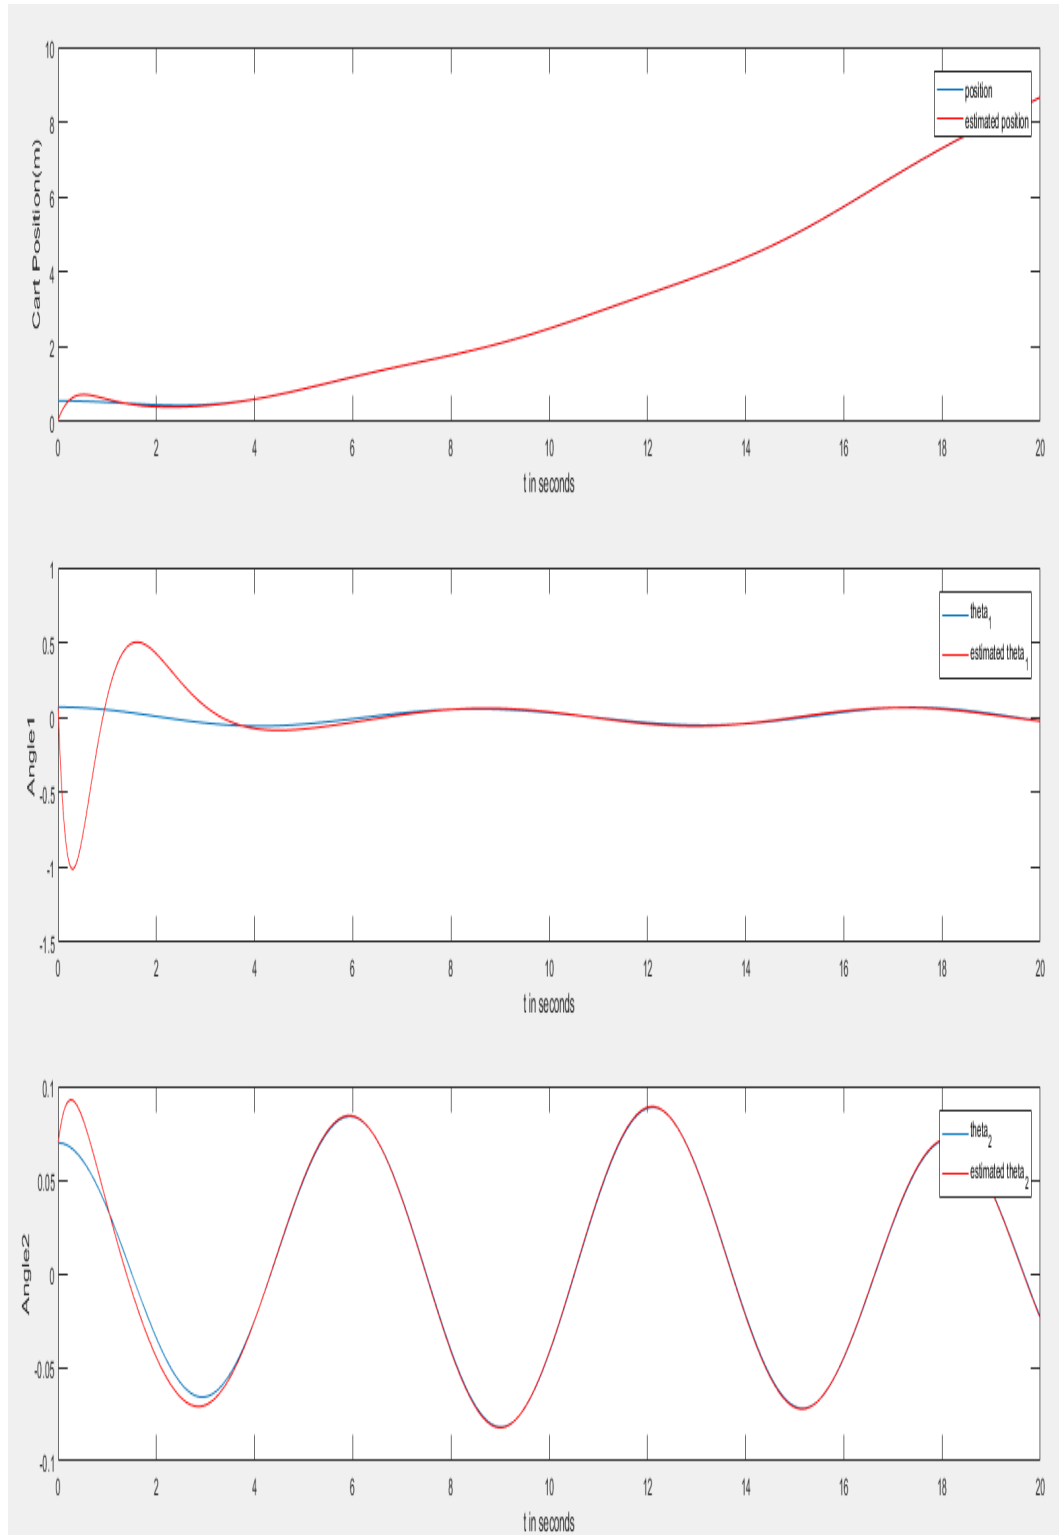 10
8
6
4
2
0
Cart Position(m)
position
estimated position
0 2 4 6 8 10 12 14 16 18 20
t in seconds
1
0.5
0
-0.5
-1
-1.5
Angle1
theta1
estimated theta1
0 2 4 6 8 10 12 14 16 18 20
t in seconds
0.1
0.05
0
-0.05
-0.1
Angle2
theta2
estimated theta2
0 2 4 6 8 10 12 14 16 18 20
t in seconds